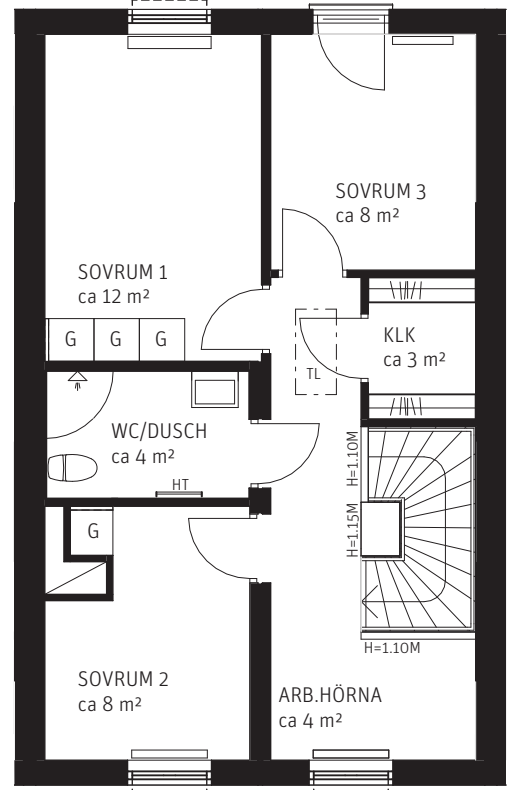 SOVRUM 3
ca 8 m²
SOVRUM 1
ca 12 m²
G G G
KLK
ca 3 m²
TL
WC/DUSCH
ca 4 m²
HT
H=1.10M
H=1.15M
G
H=1.10M
SOVRUM 2
ca 8 m²
ARB.HÖRNA
ca 4 m²